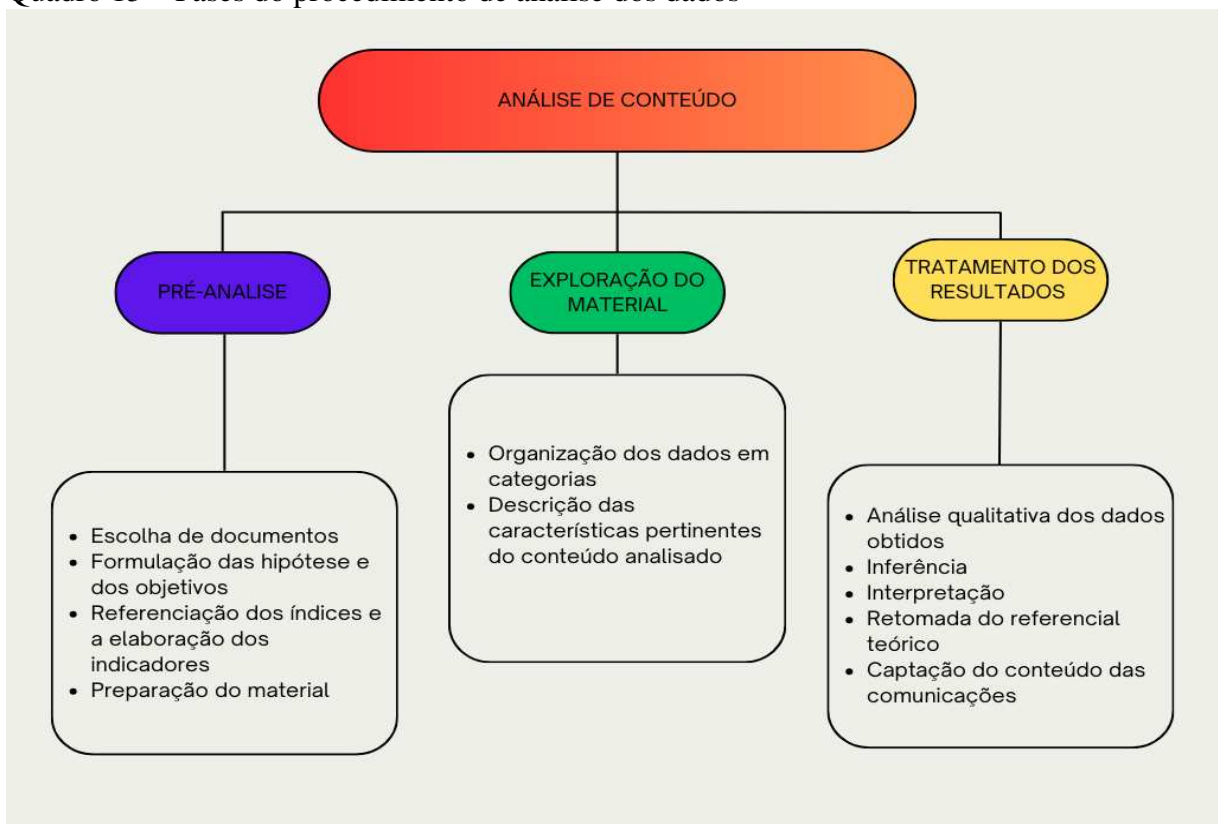 Quadro 15 – Fases do procedimento de análise dos dados
ANÁLISE DE CONTEÚDO
PRÉ-ANALISE
EXPLORAÇÃO DO
MATERIAL
TRATAMENTO DOS
RESULTADOS
• Escolha de documentos
• Formulação das hipótese e
dos objetivos
• Referenciação dos índices e
a elaboração dos
indicadores
• Preparação do material
• Organização dos dados em
categorias
• Descrição das
características pertinentes
do conteúdo analisado
• Análise qualitativa dos dados
obtidos
• Inferência
• Interpretação
• Retomada do referencial
teórico
• Captação do conteúdo das
comunicações